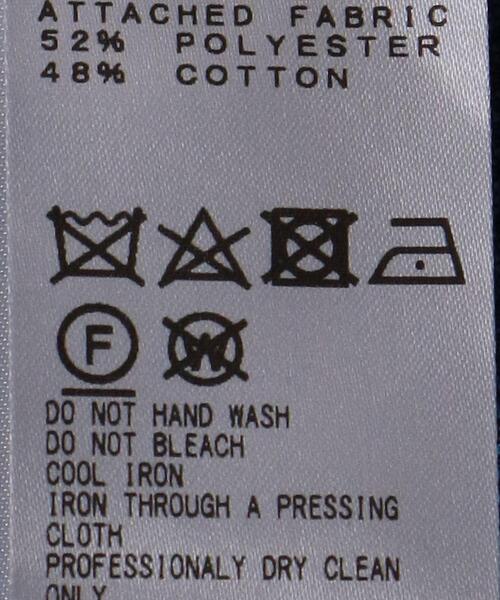 ATTACHED FABRIC
52% POLYESTER
48% COTTON
F W
DO NOT HAND WASH
DO NOT BLEACH
COOL IRON
IRON THROUGH A PRESSING
CLOTH
PROFESSIONALY DRY CLEAN
ONLY